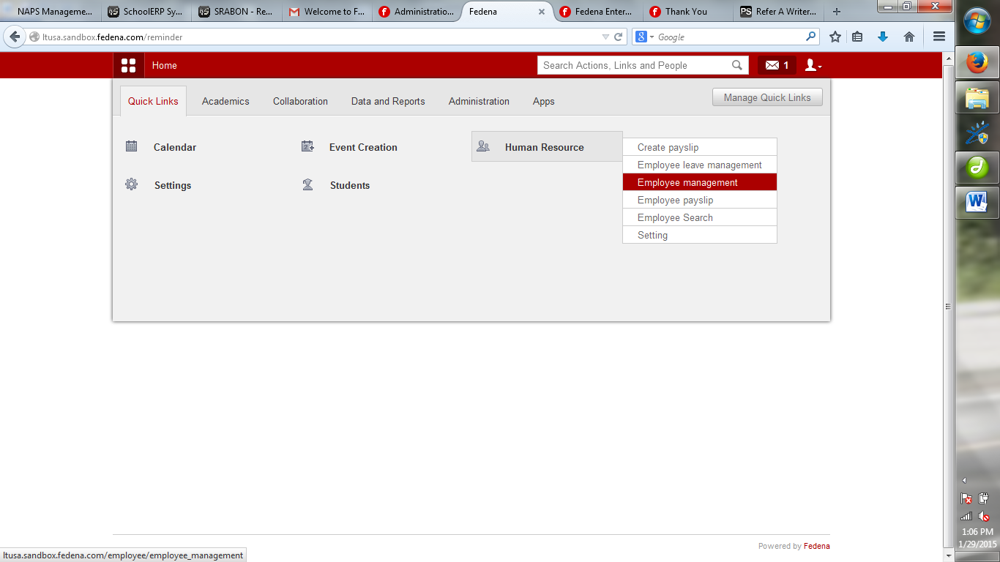 NAPS Manageme...
SchoolERP Sy...
SRABON - Re...
Welcome to F...
Administratio...
Fedena
Fedena Enter...
Thank You
PS Refer A Writer...
ltusa.sandbox.fedena.com/reminder
Google
Home
Search Actions, Links and People
1
Quick Links
Academics
Collaboration
Data and Reports
Administration
Apps
Manage Quick Links
Calendar
Event Creation
Human Resource
Settings
Students
Create payslip
Employee leave management
Employee management
Employee payslip
Employee Search
Setting
Powered by Fedena
ltusa.sandbox.fedena.com/employee/employee_management
1:06 PM
1/29/2015